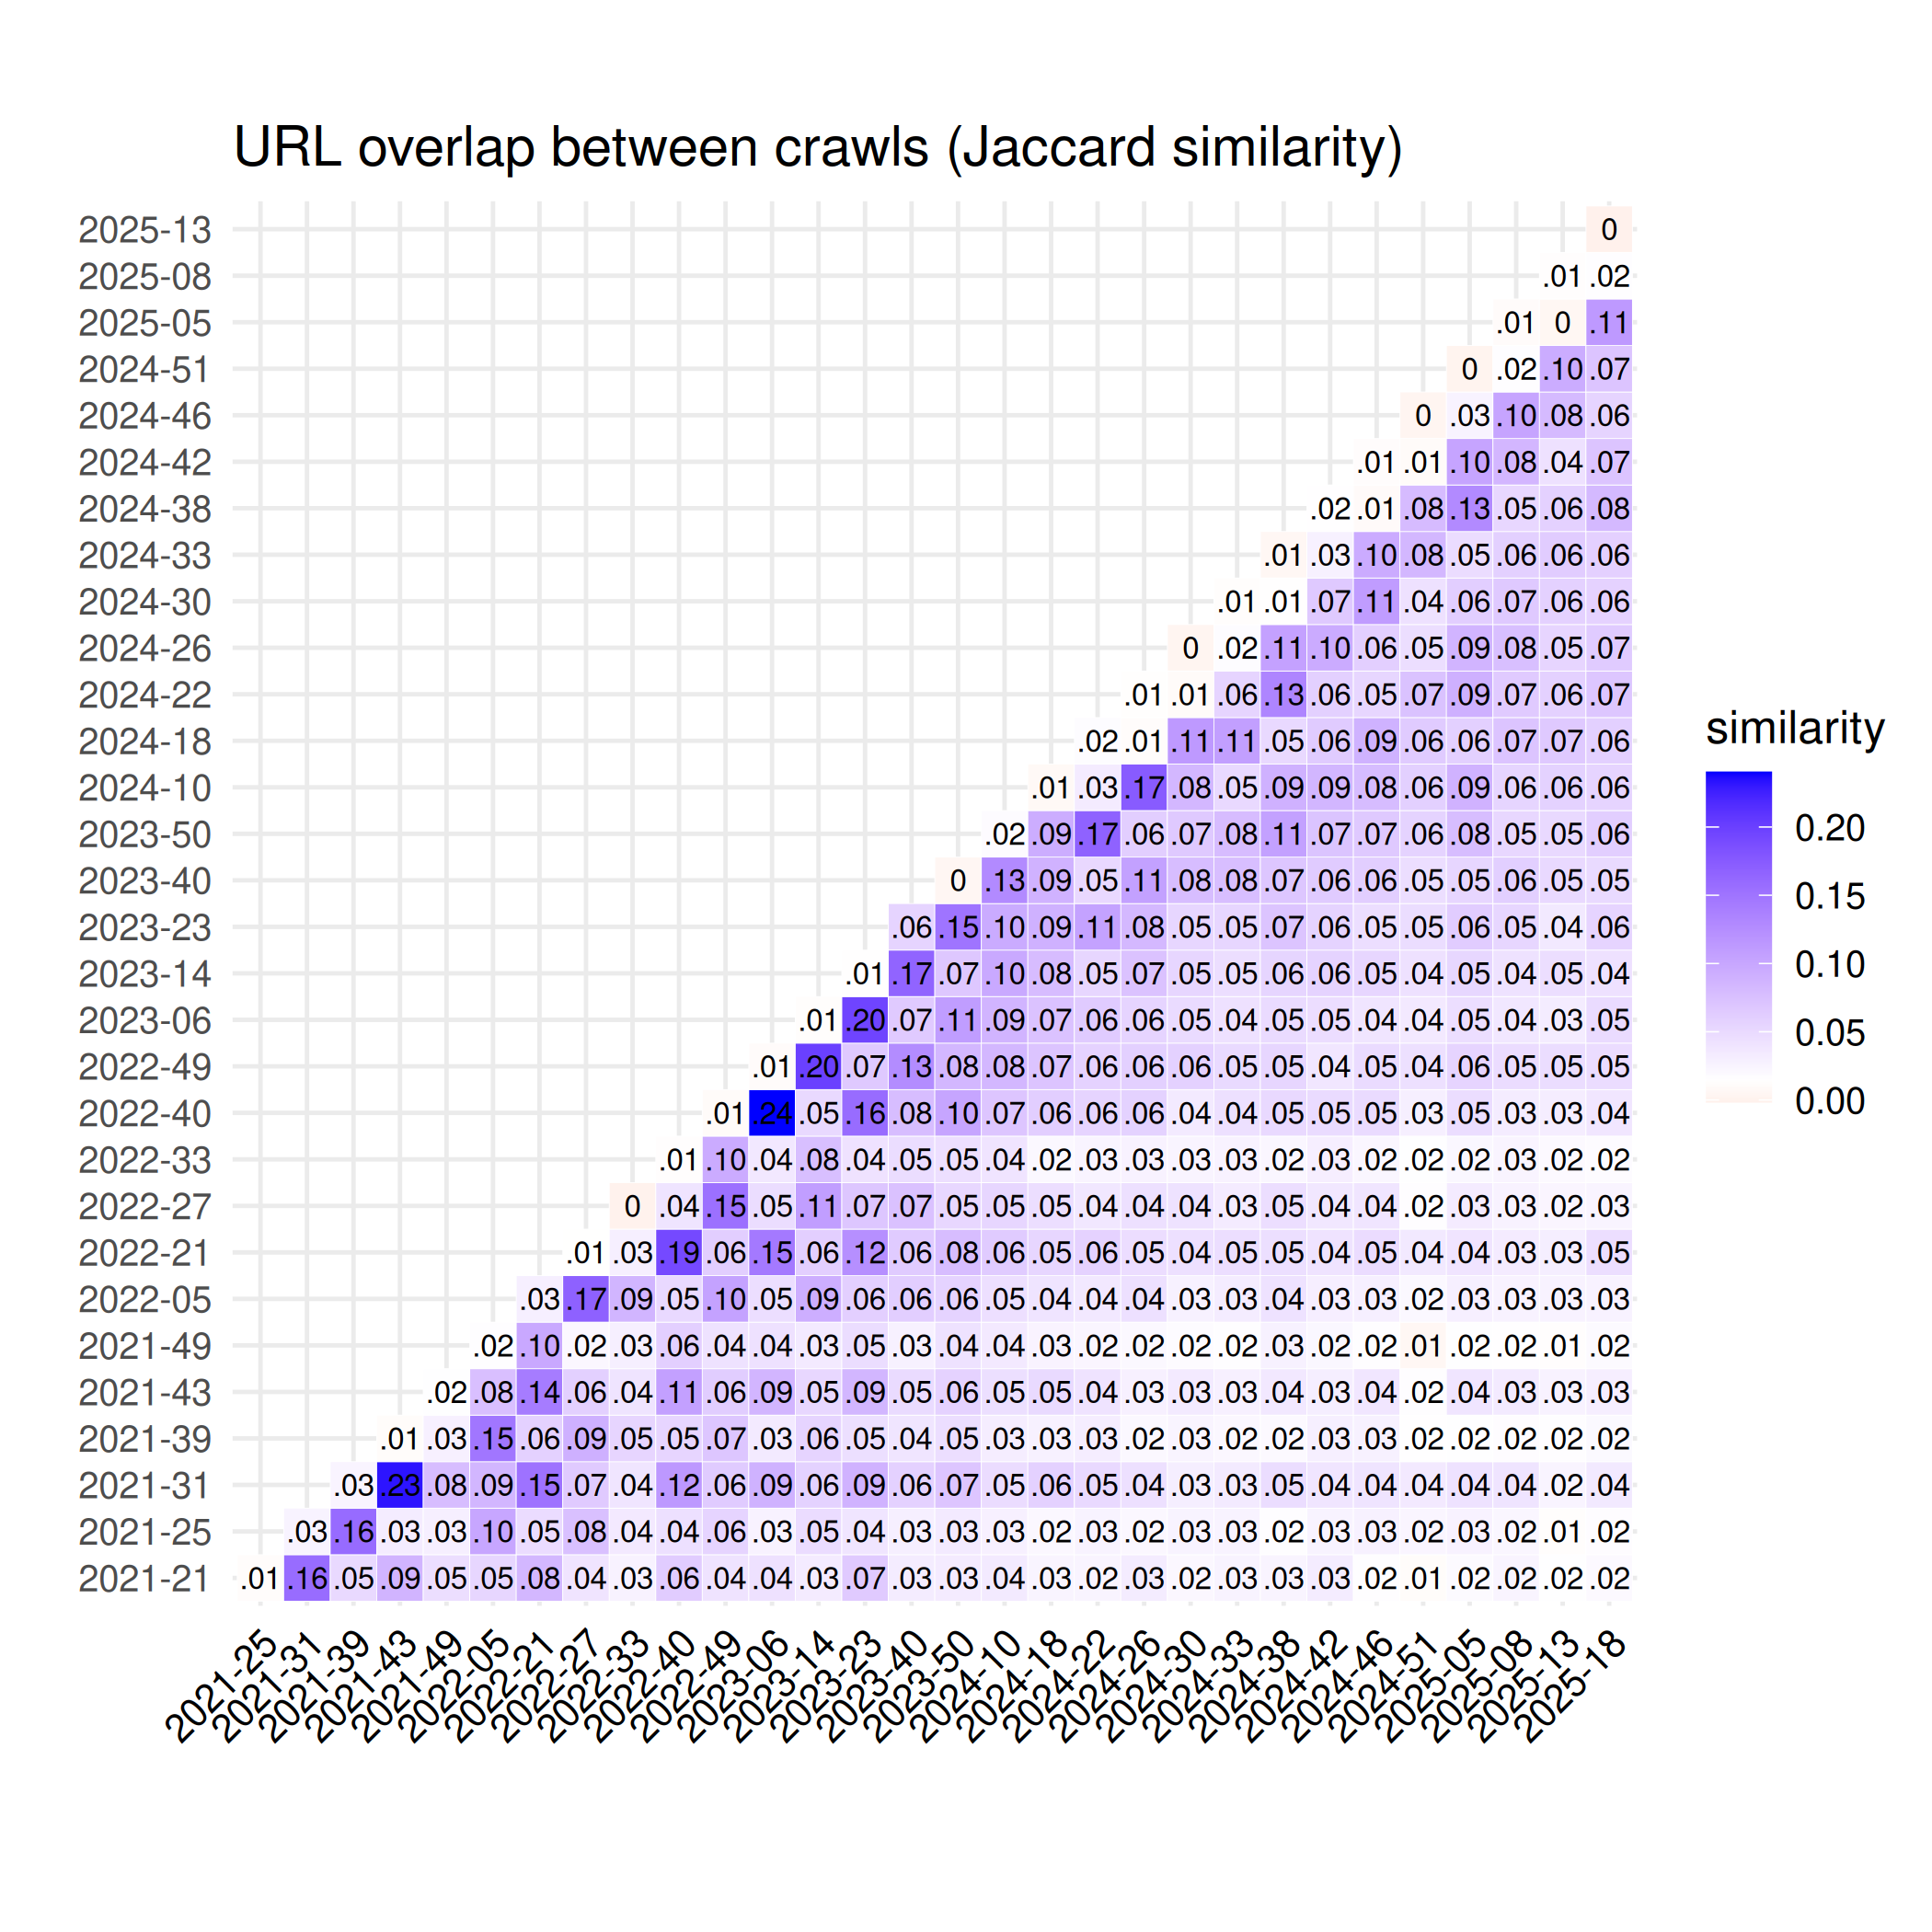 URL overlap between crawls (Jaccard similarity)
2025-13 0
2025-08 .01 .02
2025-05 .01 0 .11
2024-51 0 .02 .10 .07
2024-46 0 .03 .10 .08 .06
2024-42 .01 .01 .10 .08 .04 .07
2024-38 .02 .01 .08 .13 .05 .06 .08
2024-33 .01 .03 .10 .08 .05 .06 .06 .06
2024-30 .01 .01 .07 .11 .04 .06 .07 .06 .06
2024-26 0 .02 .11 .10 .06 .05 .09 .08 .05 .07
2024-22 .01 .01 .06 .13 .06 .05 .07 .09 .07 .06 .07
2024-18 .02 .01 .11 .11 .05 .06 .09 .06 .06 .07 .07 .06
2024-10 .01 .03 .17 .08 .05 .09 .09 .08 .06 .09 .06 .06 .06
2023-50 .02 .09 .17 .06 .07 .08 .11 .07 .07 .06 .08 .05 .05 .06
2023-40 0 .13 .09 .05 .11 .08 .08 .07 .06 .06 .05 .05 .06 .05 .05
2023-23 .06 .15 .10 .09 .11 .08 .05 .05 .07 .06 .05 .05 .06 .05 .04 .06
2023-14 .01 .17 .07 .10 .08 .05 .07 .05 .05 .06 .06 .05 .04 .05 .04 .05 .04
2023-06 .01 .20 .07 .11 .09 .07 .06 .06 .05 .04 .05 .05 .04 .04 .05 .04 .03 .05
2022-49 .01 .20 .07 .13 .08 .08 .07 .06 .06 .06 .05 .05 .04 .05 .04 .06 .05 .05 .05
2022-40 .01 .24 .05 .16 .08 .10 .07 .06 .06 .06 .04 .04 .05 .05 .05 .03 .05 .03 .03 .04
2022-33 .01 .10 .04 .08 .04 .05 .05 .04 .02 .03 .03 .03 .03 .02 .03 .02 .02 .02 .03 .02 .02
2022-27 0 .04 .15 .05 .11 .07 .07 .05 .05 .05 .04 .04 .04 .03 .05 .04 .04 .02 .03 .03 .02 .03
2022-21 .01 .03 .19 .06 .15 .06 .12 .06 .08 .06 .05 .06 .05 .04 .05 .05 .04 .05 .04 .04 .03 .03 .05
2022-05 .03 .17 .09 .05 .10 .05 .09 .06 .06 .06 .05 .04 .04 .04 .03 .03 .04 .03 .03 .02 .03 .03 .03 .03
2021-49 .02 .10 .02 .03 .06 .04 .04 .03 .05 .03 .04 .04 .03 .02 .02 .02 .02 .03 .02 .02 .01 .02 .02 .01 .02
2021-43 .02 .08 .14 .06 .04 .11 .06 .09 .05 .09 .05 .06 .05 .05 .04 .03 .03 .03 .04 .03 .04 .02 .04 .03 .03 .03
2021-39 .01 .03 .15 .06 .09 .05 .05 .07 .03 .06 .05 .04 .05 .03 .03 .03 .02 .03 .02 .02 .03 .03 .02 .02 .02 .02 .02
2021-31 .03 .23 .08 .09 .15 .07 .04 .12 .06 .09 .06 .09 .06 .07 .05 .06 .05 .04 .03 .03 .05 .04 .04 .04 .04 .04 .02 .04
2021-25 .03 .16 .03 .03 .10 .05 .08 .04 .04 .06 .03 .05 .04 .03 .03 .03 .02 .03 .02 .03 .03 .02 .03 .03 .02 .03 .02 .01 .02
2021-21 .01 .16 .05 .09 .05 .05 .08 .04 .03 .06 .04 .04 .03 .07 .03 .03 .04 .03 .02 .03 .02 .03 .03 .03 .02 .01 .02 .02 .02 .02
2021-25 2021-31 2021-39 2021-43 2021-49 2022-05 2022-21 2022-27 2022-33 2022-40 2022-49 2023-06 2023-14 2023-23 2023-40 2023-50 2024-10 2024-18 2024-22 2024-26 2024-30 2024-33 2024-38 2024-42 2024-46 2024-51 2025-05 2025-08 2025-13 2025-18
similarity
0.20
0.15
0.10
0.05
0.00